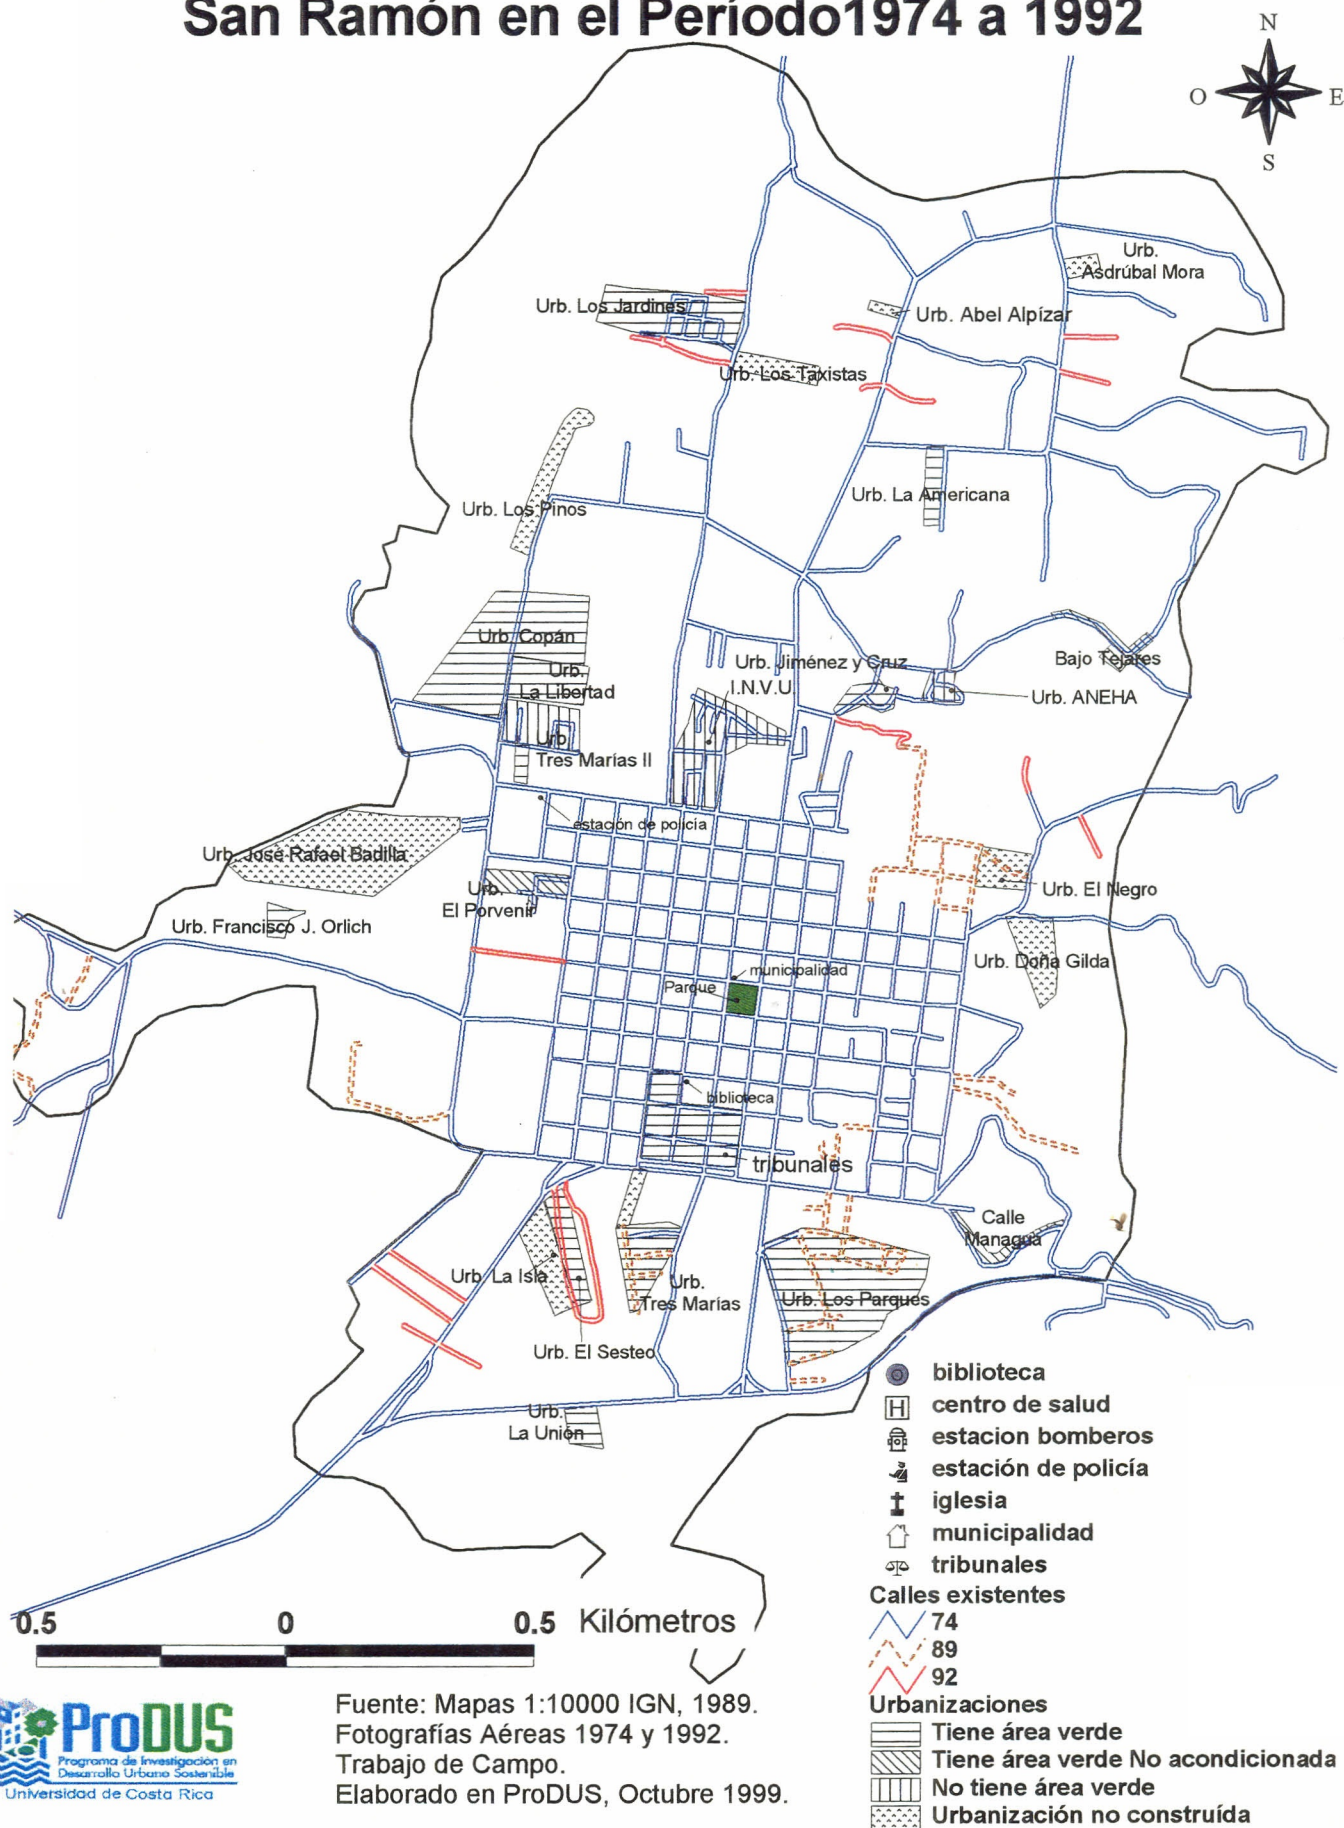 San Ramón en el Período1974 a 1992
N
O
E
S
Urb.
Asdrúbal Mora
Urb. Los Jardines
Urb. Abel Alpízar
Urb. Los Taxistas
Urb. La Americana
Urb. Los Pinos
Urb. Copán
Urb.
La Libertad
Urb. Jiménez y Cruz
I.N.V.U.
Bajo Tejares
Urb. ANEHA
Urb.
Tres Marías II
estación de policía
Urb. José Rafael Badilla
Urb.
El Porvenir
Urb. El Negro
Urb. Francisco J. Orlich
Urb. Doña Gilda
municipalidad
Parque
biblioteca
tribunales
Calle
Managua
Urb. La Isla
Urb.
Tres Marías
Urb. Los Parques
Urb. El Sesteo
Urb.
La Unión
biblioteca
H centro de salud
estacion bomberos
estación de policía
iglesia
municipalidad
tribunales
Calles existentes
74
89
92
Urbanizaciones
Tiene área verde
Tiene área verde No acondicionada
No tiene área verde
Urbanización no construída
0.5 0 0.5 Kilómetros
ProDUS
Programa de Investigación en
Desarrollo Urbano Sostenible
Universidad de Costa Rica
Fuente: Mapas 1:10000 IGN, 1989.
Fotografías Aéreas 1974 y 1992.
Trabajo de Campo.
Elaborado en ProDUS, Octubre 1999.